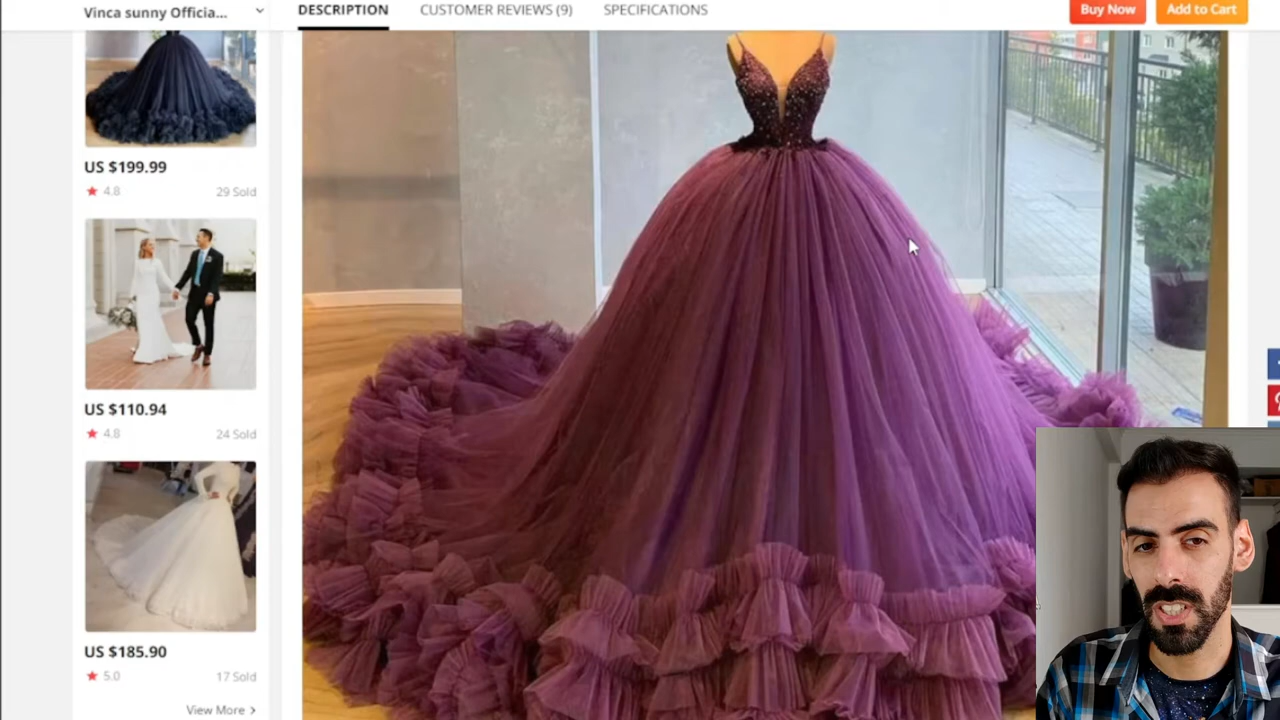 Vinca sunny Officia...
DESCRIPTION
CUSTOMER REVIEWS (9)
SPECIFICATIONS
Buy Now
Add to Cart
US $199.99
4.8
29 Sold
US $110.94
4.8
24 Sold
US $185.90
5.0
17 Sold
View More